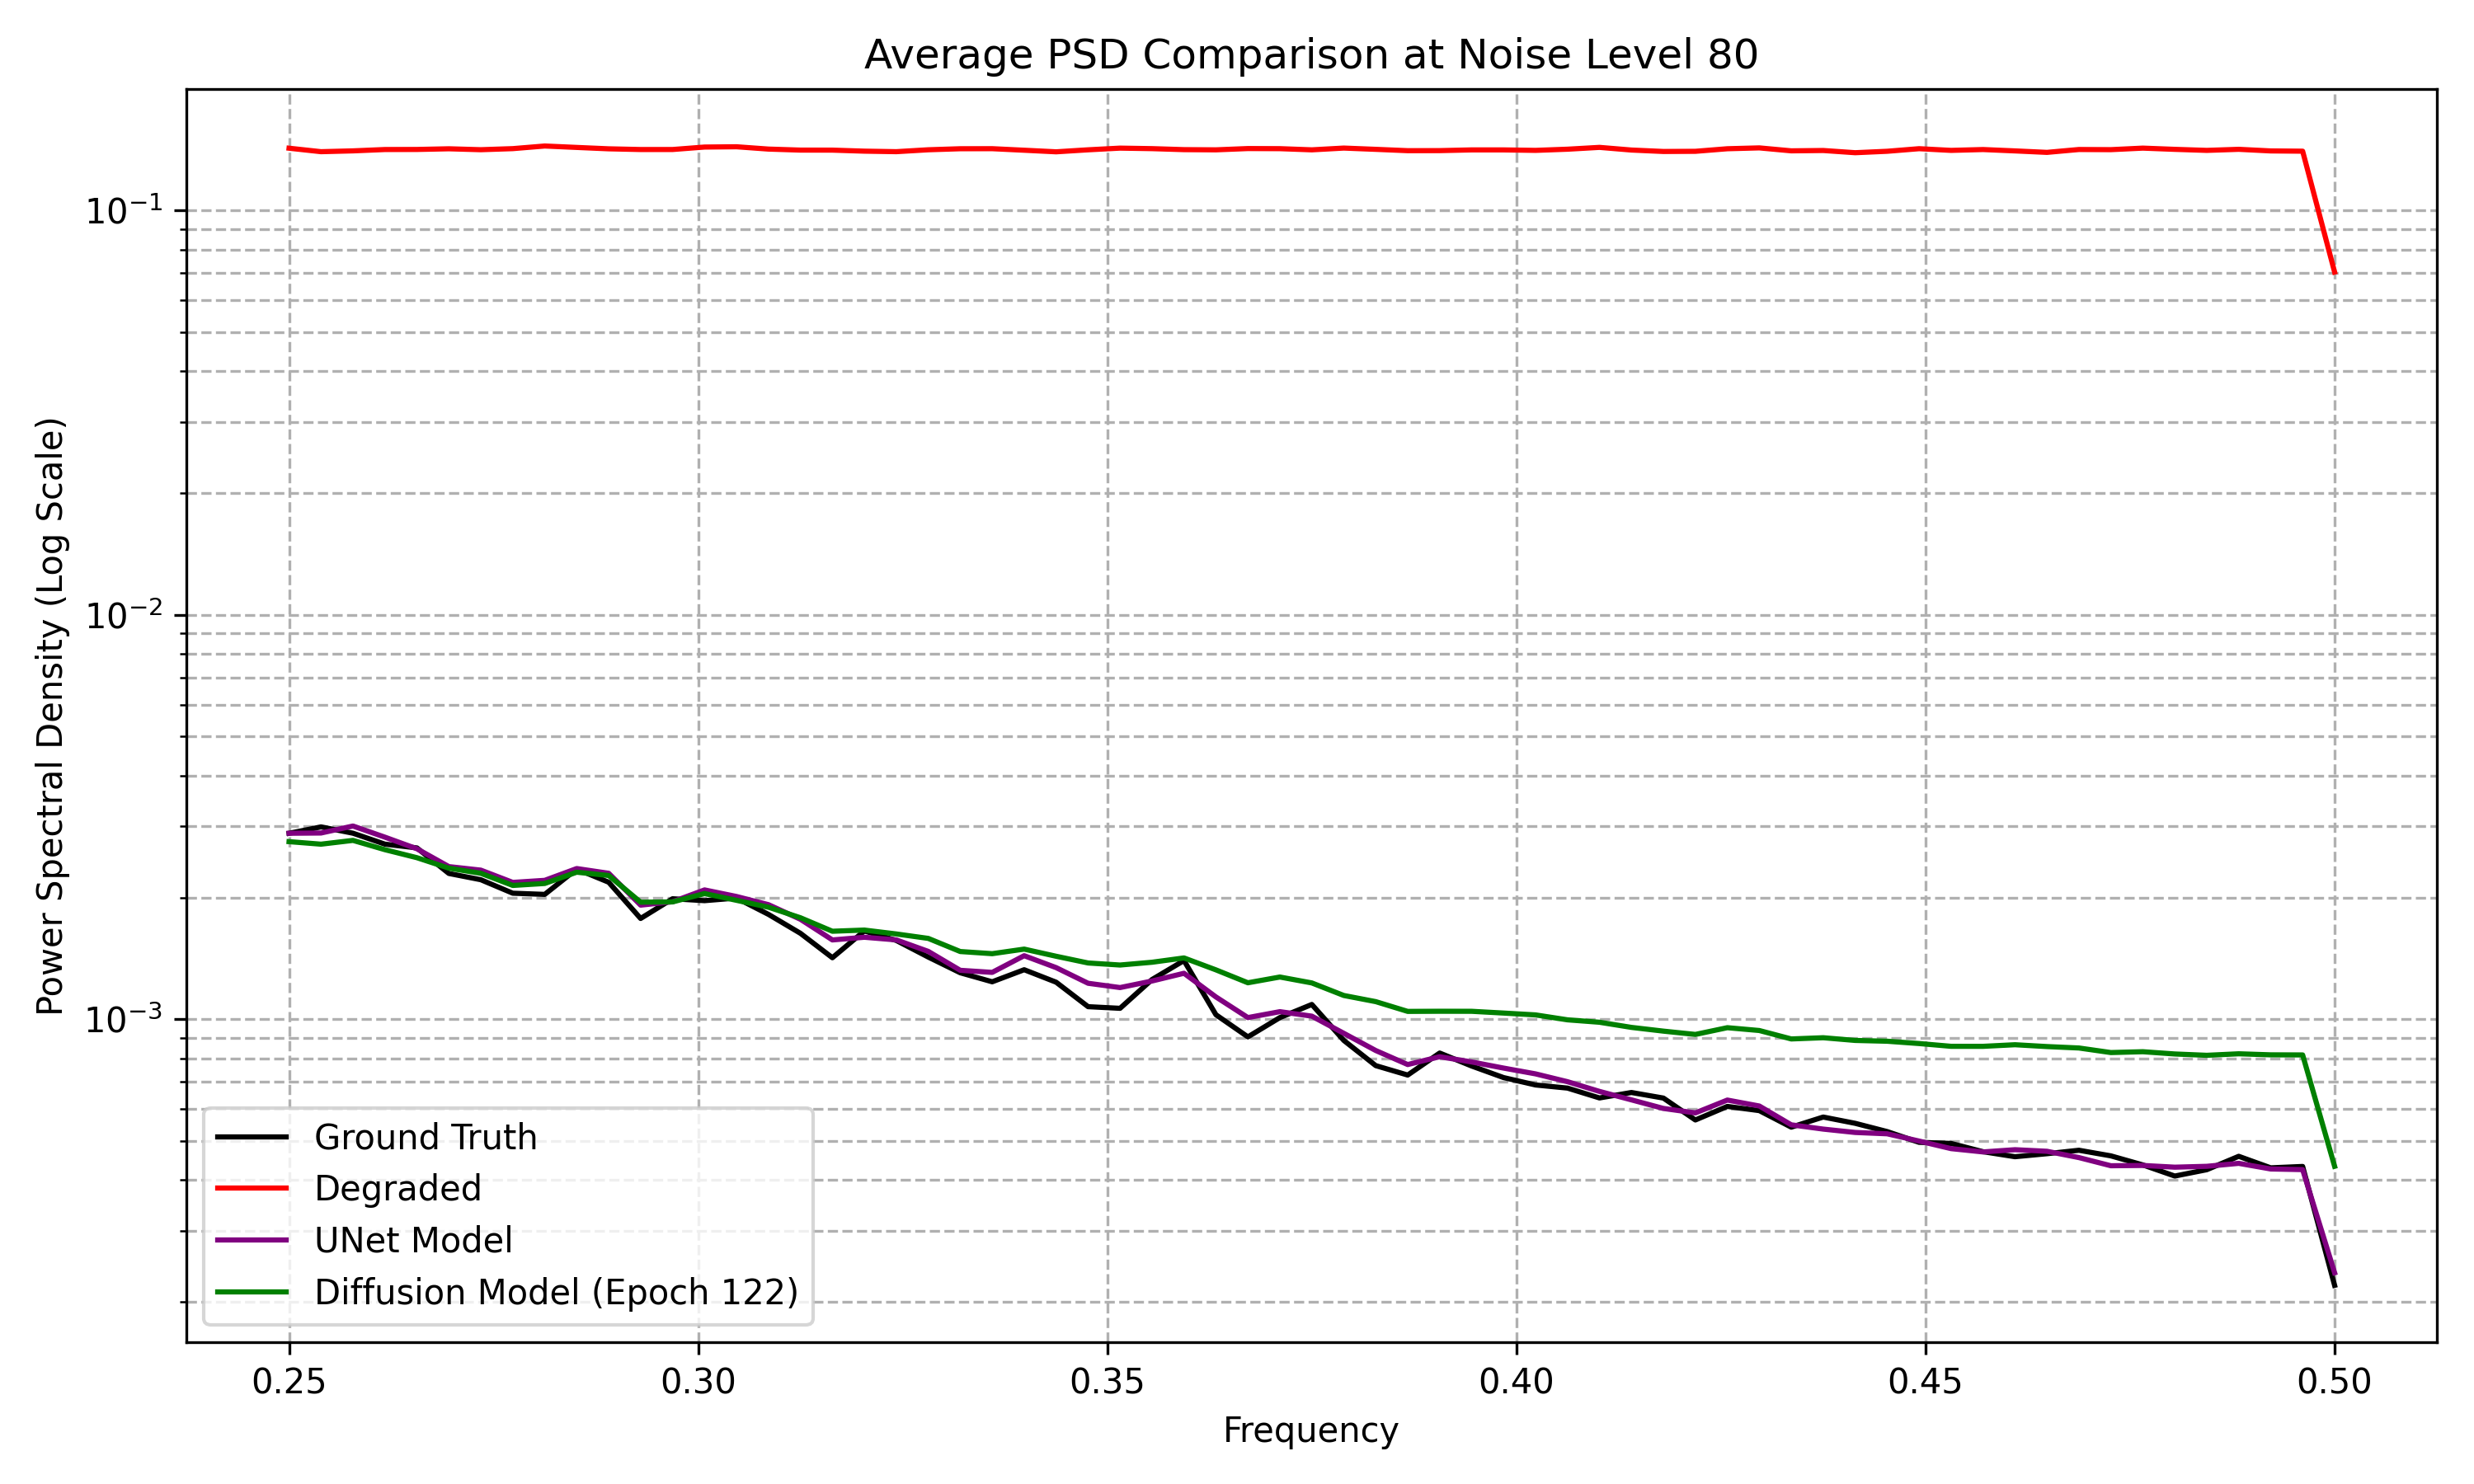 Average PSD Comparison at Noise Level 80
Power Spectral Density (Log Scale)
10⁻¹
10⁻²
10⁻³
Ground Truth
Degraded
UNet Model
Diffusion Model (Epoch 122)
0.25 0.30 0.35 0.40 0.45 0.50
Frequency